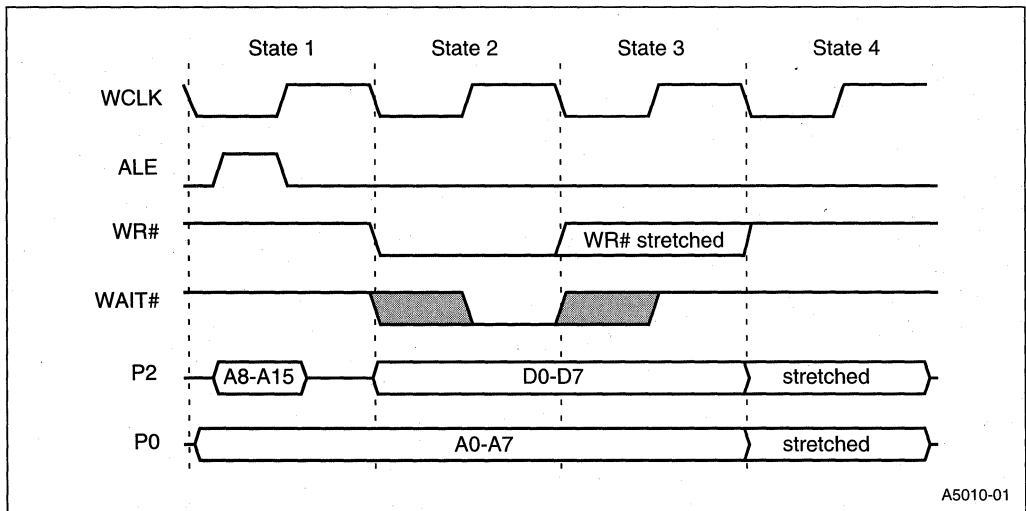 State 1 State 2 State 3 State 4
WCLK
ALE
WR# WR# stretched
WAIT#
P2 A8-A15 D0-D7 stretched
P0 A0-A7 stretched
A5010-01